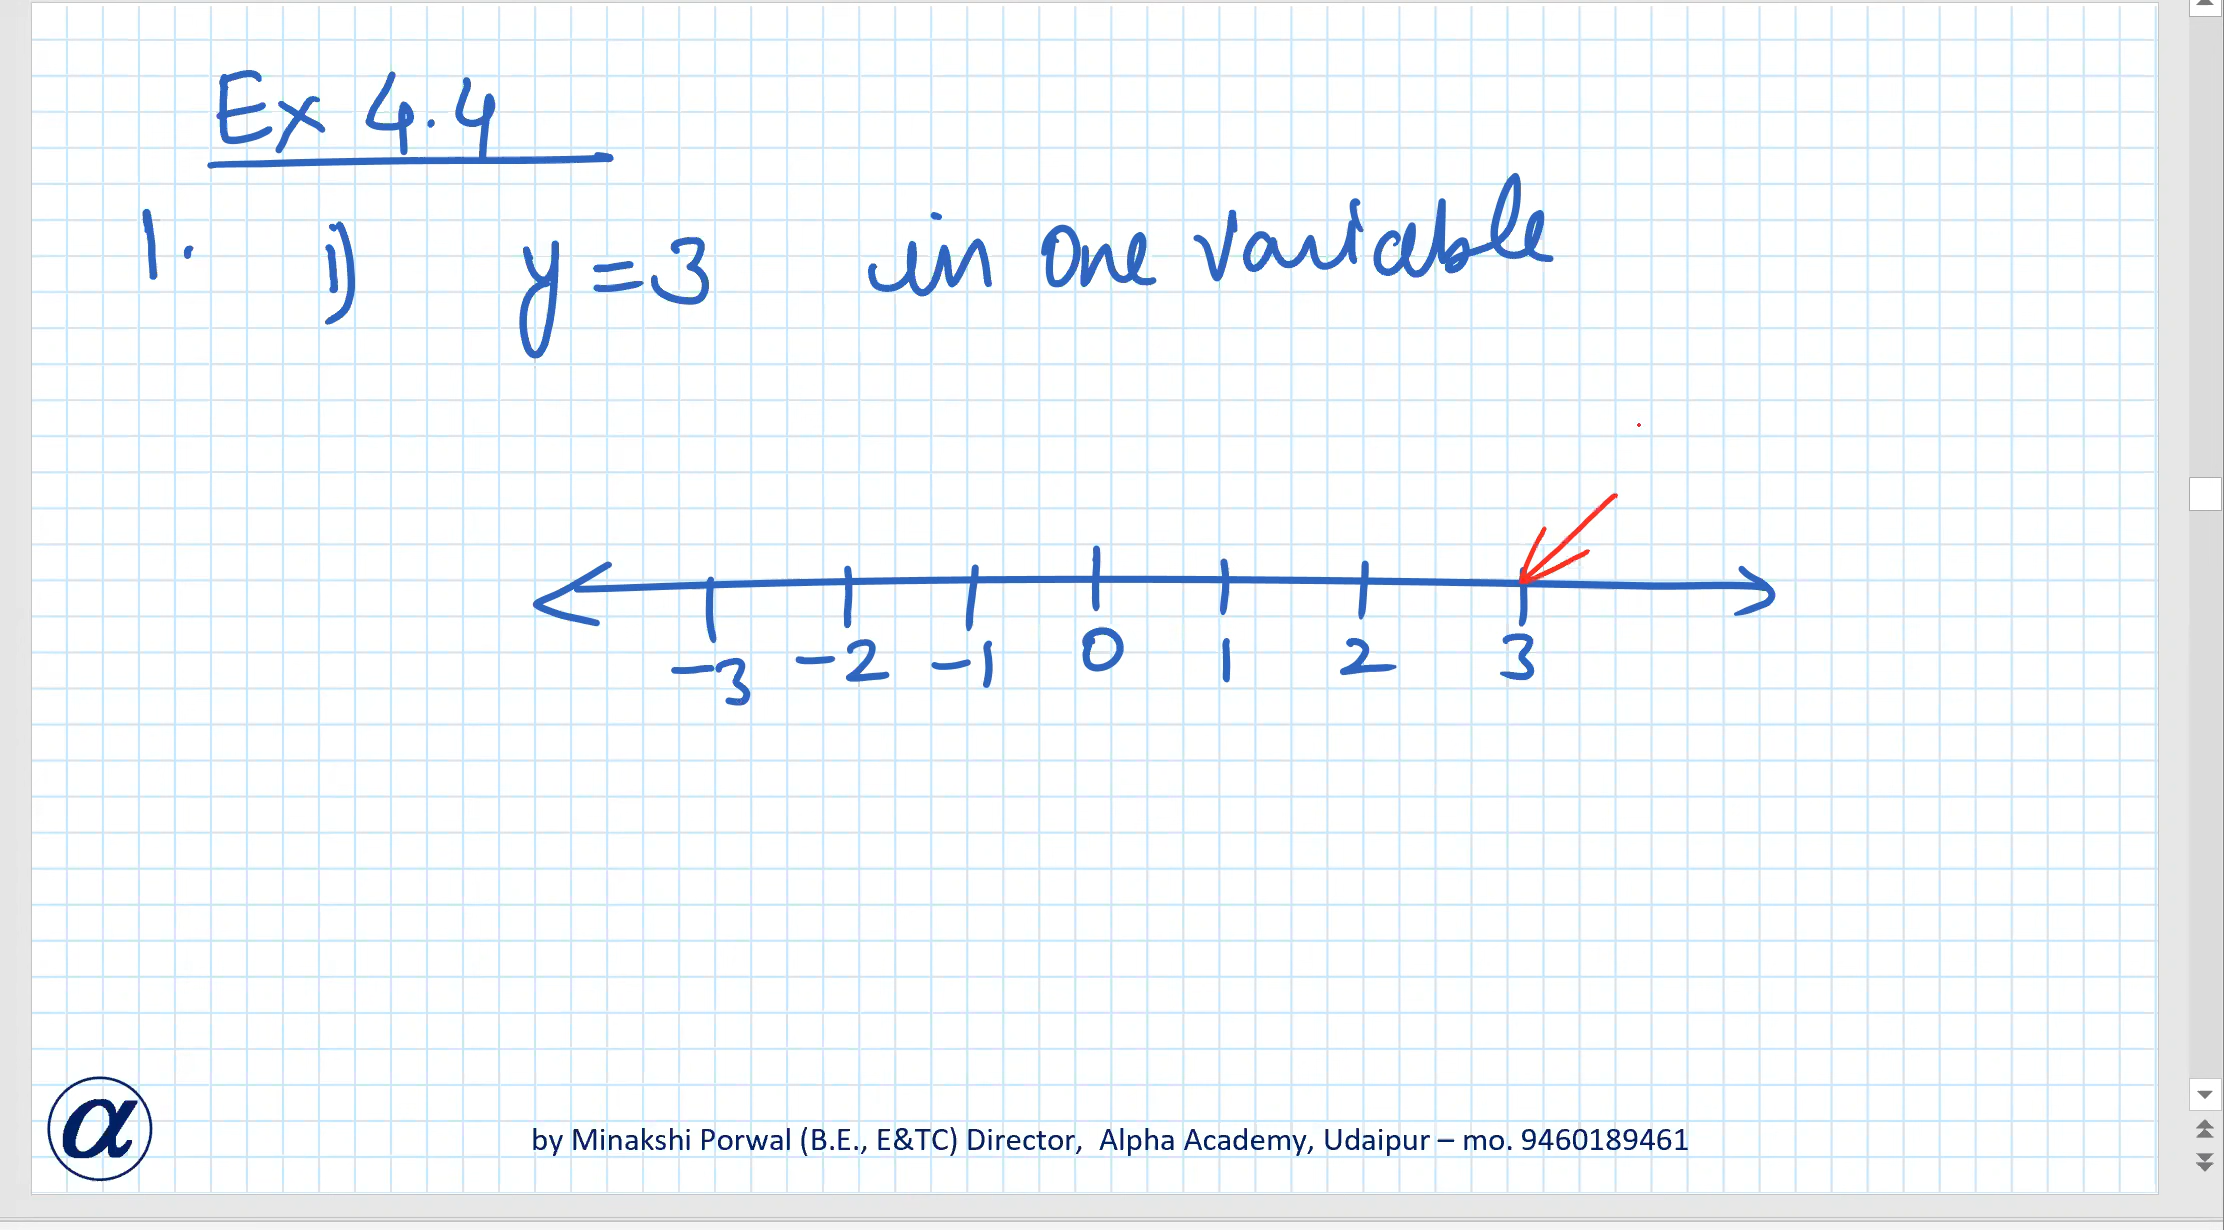 Ex 4.4
1. i) y = 3 in one variable
-3 -2 -1 0 1 2 3
α
by Minakshi Porwal (B.E., E&TC) Director, Alpha Academy, Udaipur – mo. 9460189461